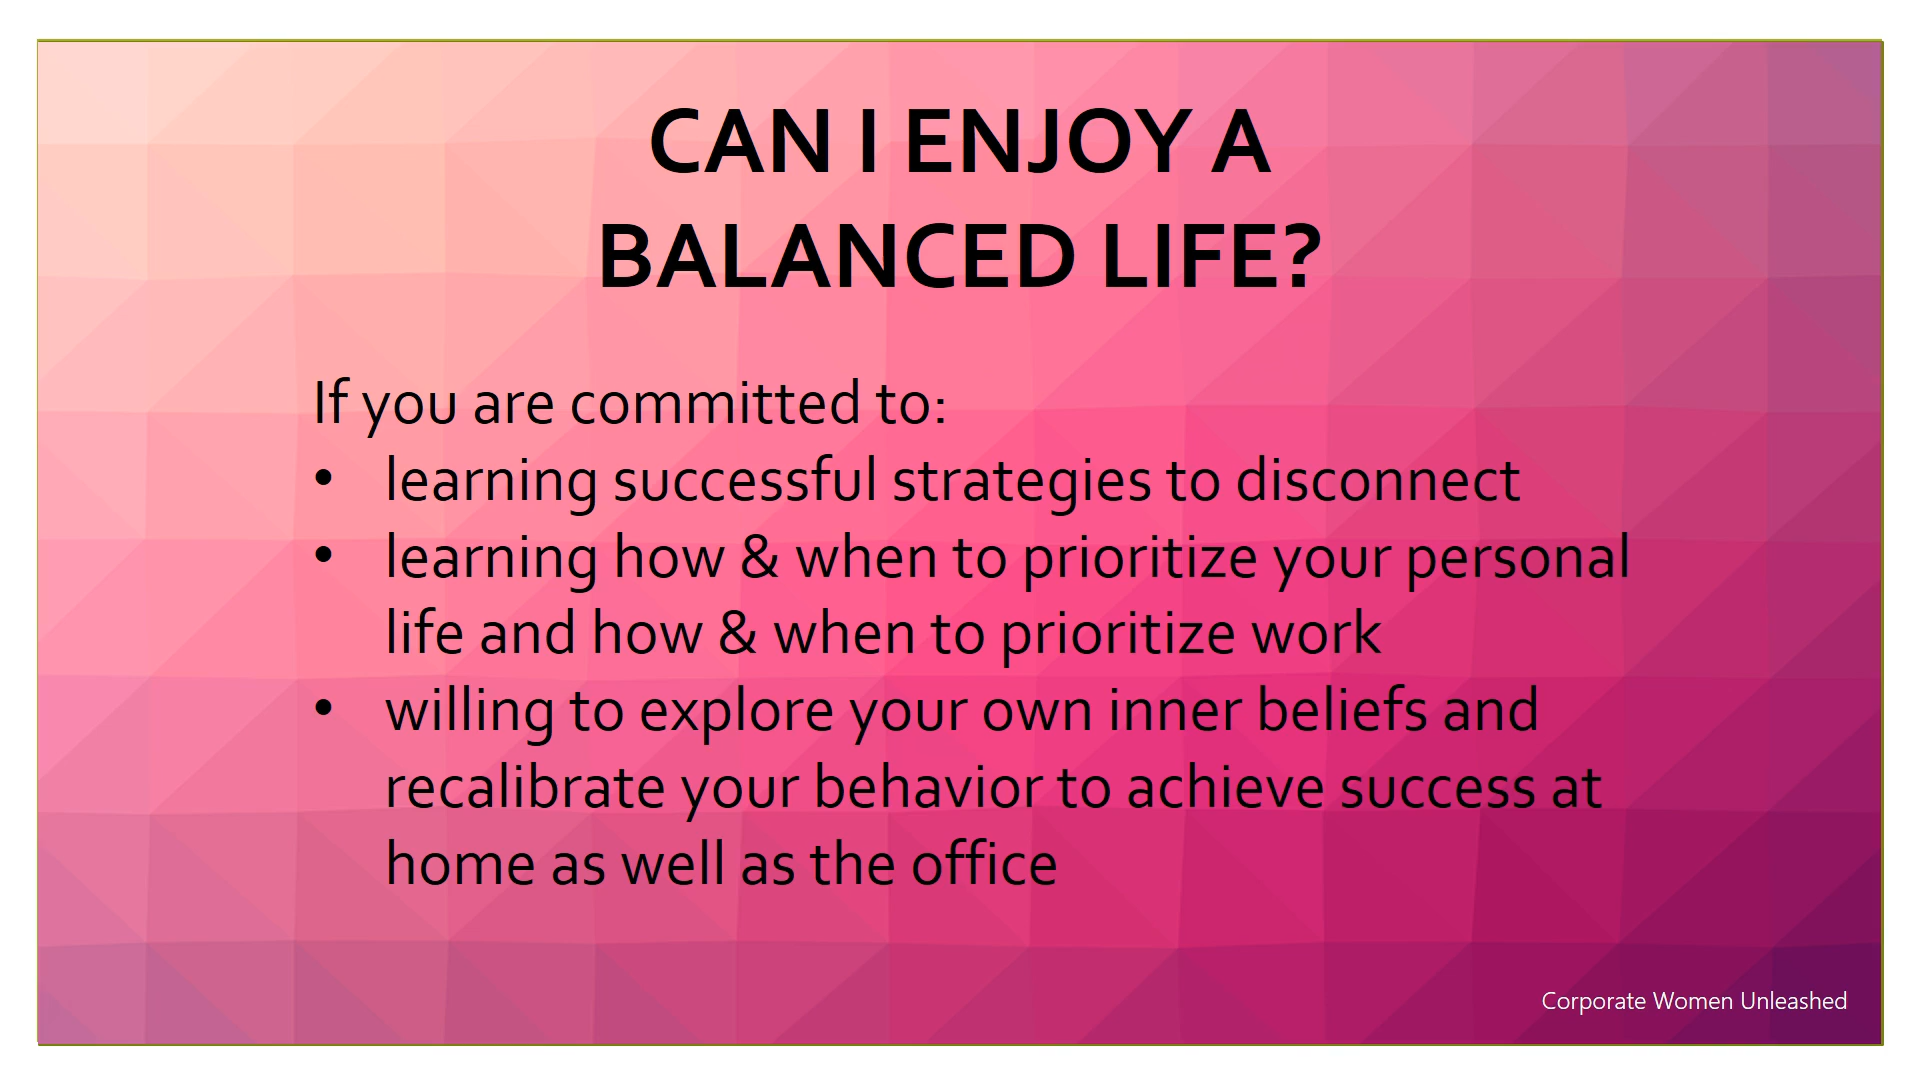 CAN I ENJOY A
BALANCED LIFE?
If you are committed to:
• learning successful strategies to disconnect
• learning how & when to prioritize your personal
life and how & when to prioritize work
• willing to explore your own inner beliefs and
recalibrate your behavior to achieve success at
home as well as the office
Corporate Women Unleashed